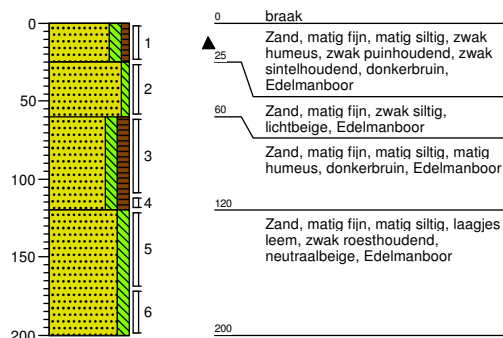 0
50
100
150
200
1
2
3
4
5
6
0
braak
Zand, matig fijn, matig siltig, zwak
humeus, zwak puinhoudend, zwak
sintelhoudend, donkerbruin,
Edelmanboor
25
Zand, matig fijn, zwak siltig,
lichtbeige, Edelmanboor
60
Zand, matig fijn, matig siltig, matig
humeus, donkerbruin, Edelmanboor
120
Zand, matig fijn, matig siltig, laagjes
leem, zwak roesthoudend,
neutraalbeige, Edelmanboor
200